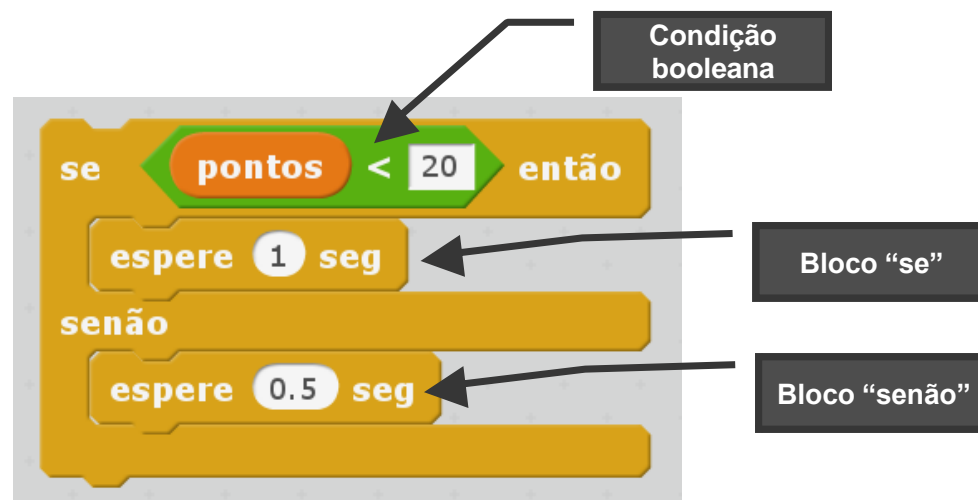 Condição
booleana
se pontos < 20 então
espere 1 seg
Bloco “se”
senão
espere 0.5 seg
Bloco “senão”